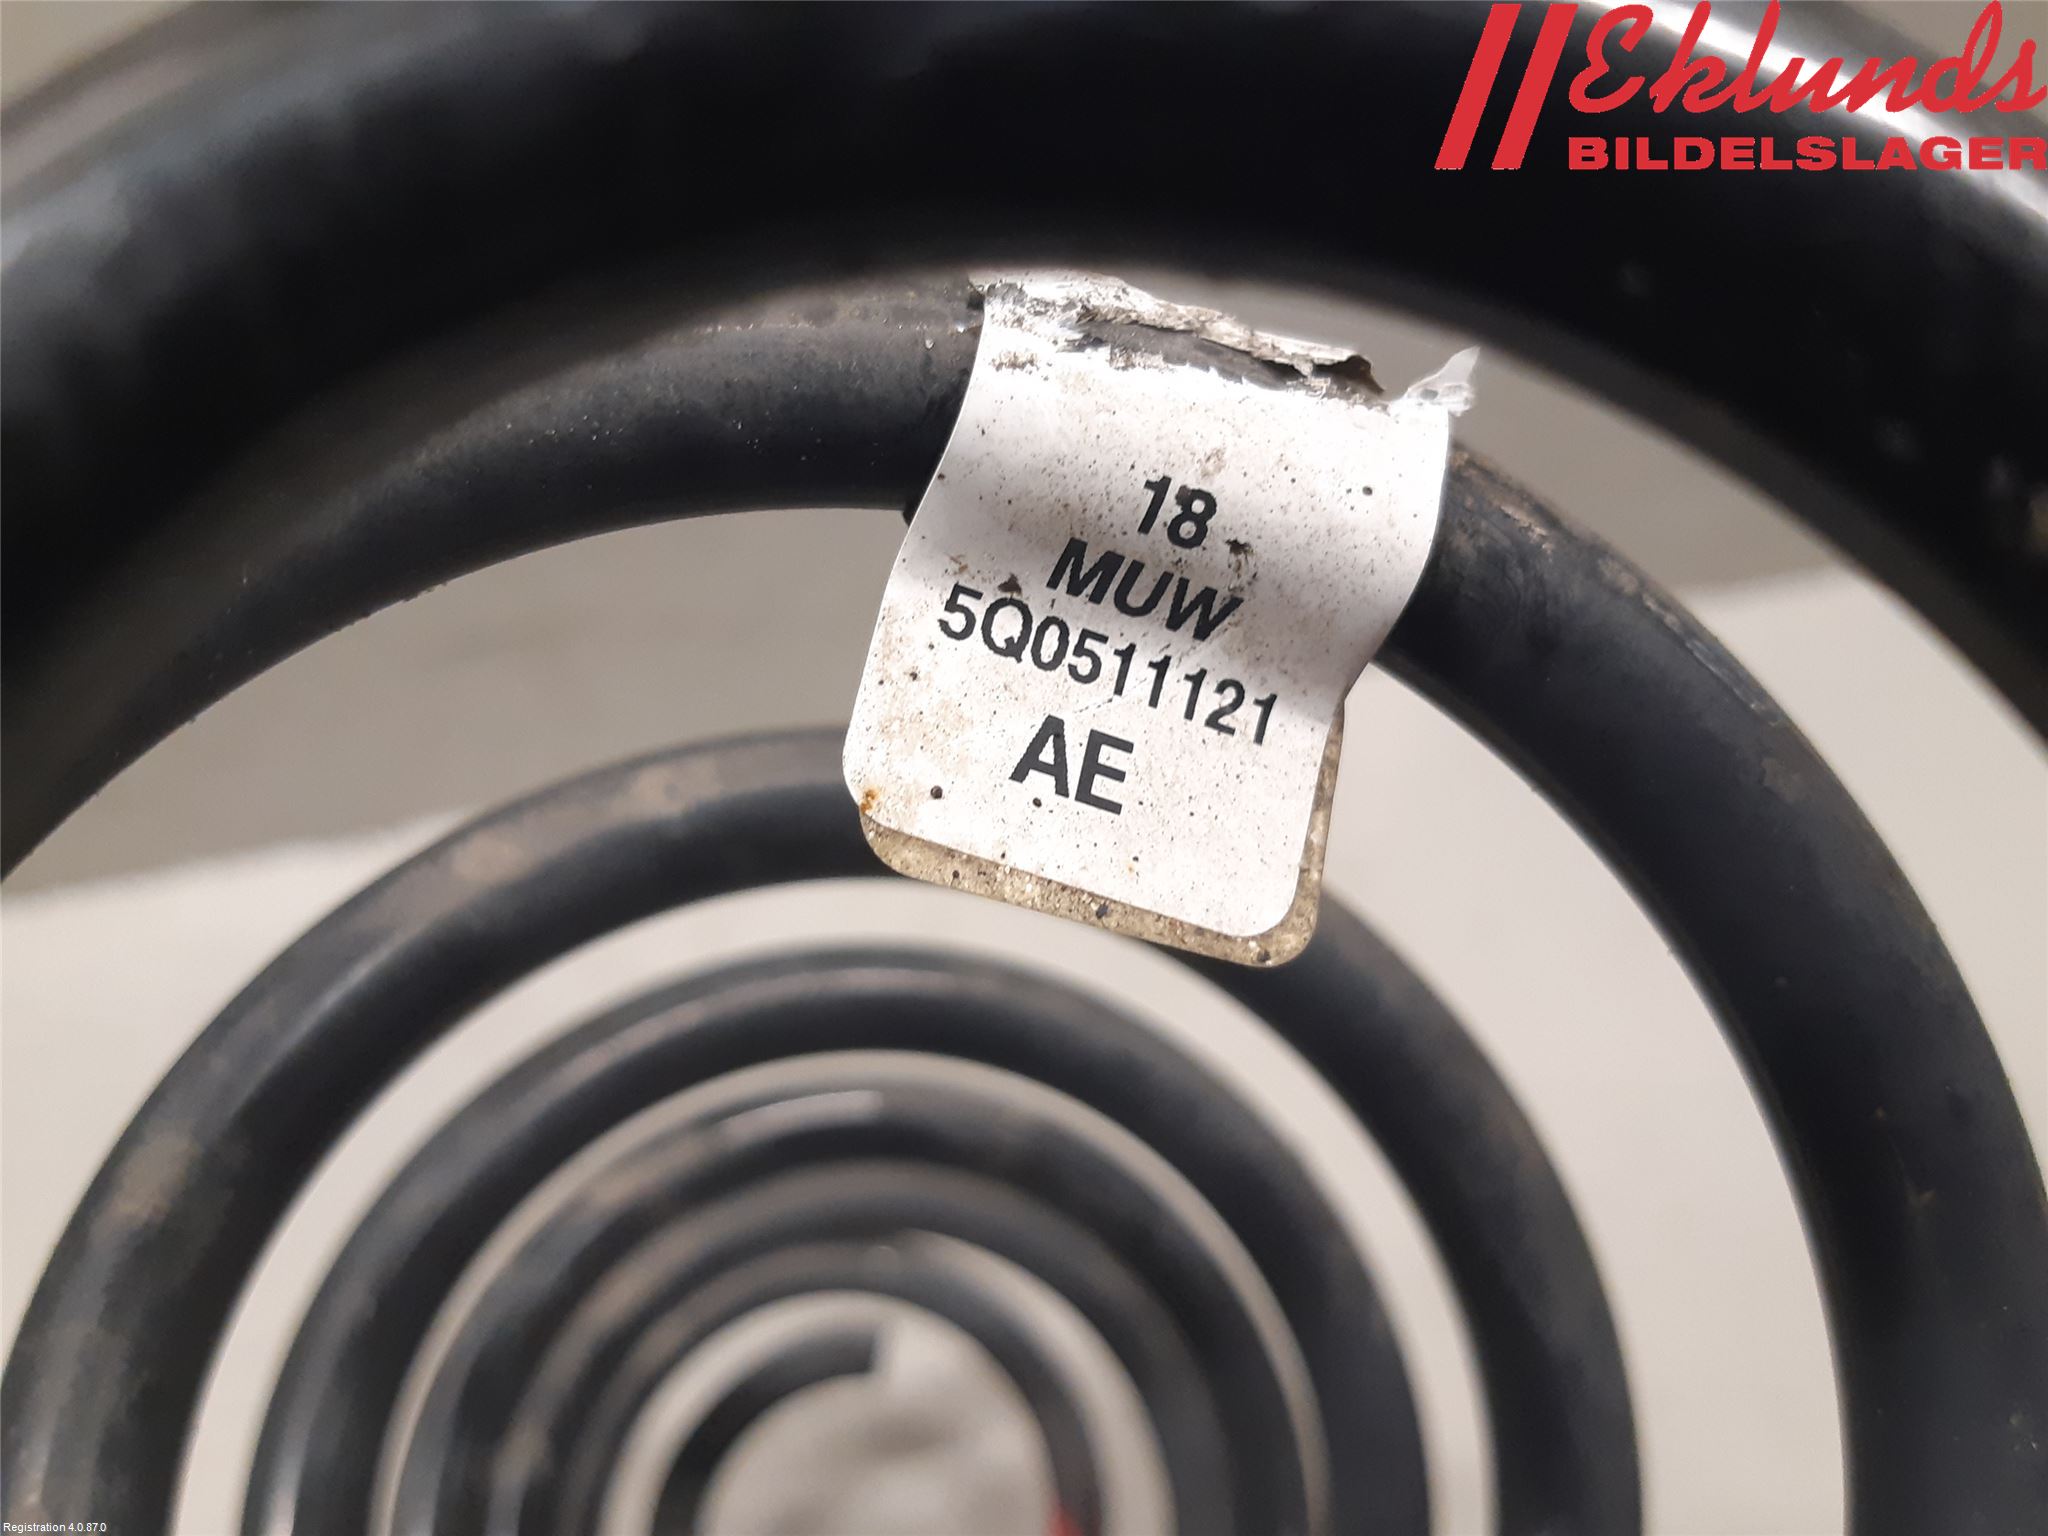 Eklunds
BILDELSLAGER
18
MUW
5Q0511121
AE
Registration 4.0.87.0